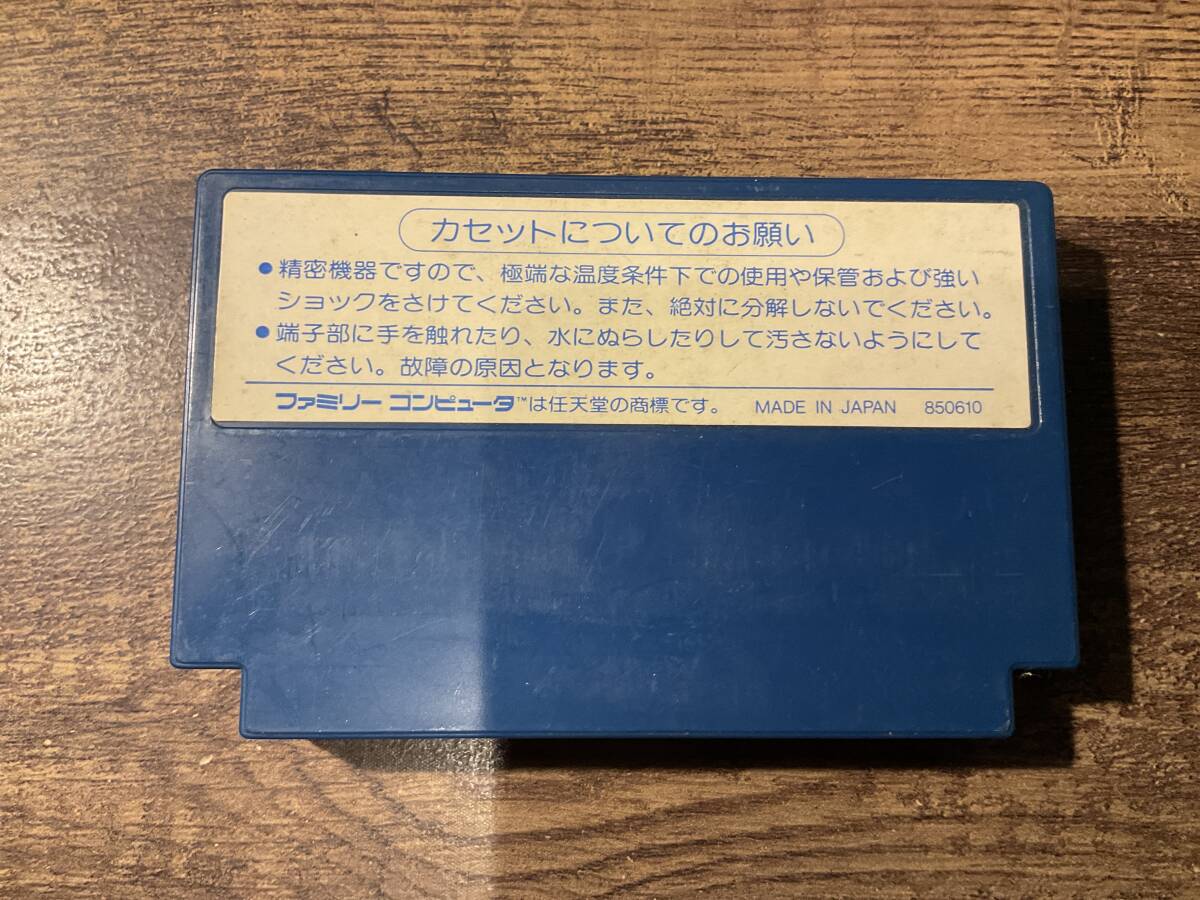 カセットについてのお願い
●精密機器ですので、極端な温度条件下での使用や保管および強い
ショックをさけてください。また、絶対に分解しないでください。
●端子部に手を触れたり、水にぬらしたりして汚さないようにして
ください。故障の原因となります。
ファミリー コンピュータ™は任天堂の商標です。 MADE IN JAPAN 850610